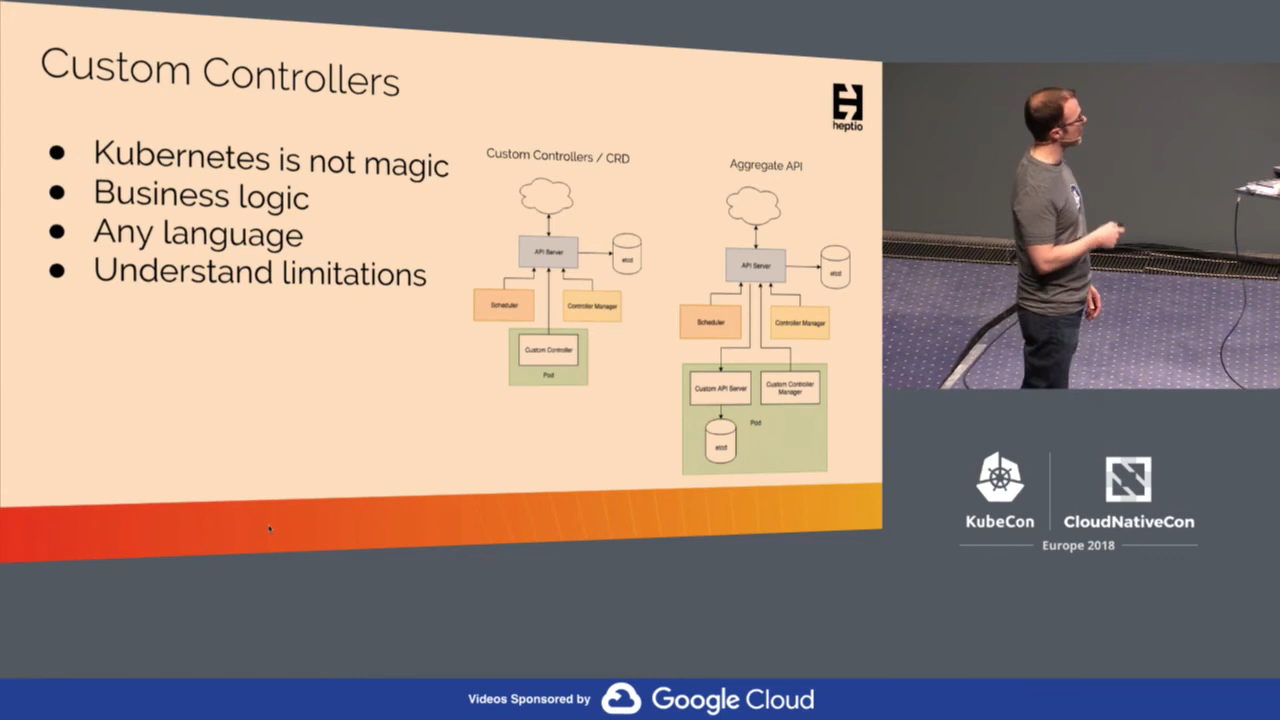 Custom Controllers
heptio
Kubernetes is not magic
Business logic
Any language
Understand limitations
Custom Controllers / CRD
API Server
etcd
Scheduler
Controller Manager
Custom Controller
Pod
Aggregate API
API Server
etcd
Scheduler
Controller Manager
Custom API Server
Custom Controller
Manager
Pod
etcd
KubeCon
CloudNativeCon
Europe 2018
Videos Sponsored by Google Cloud